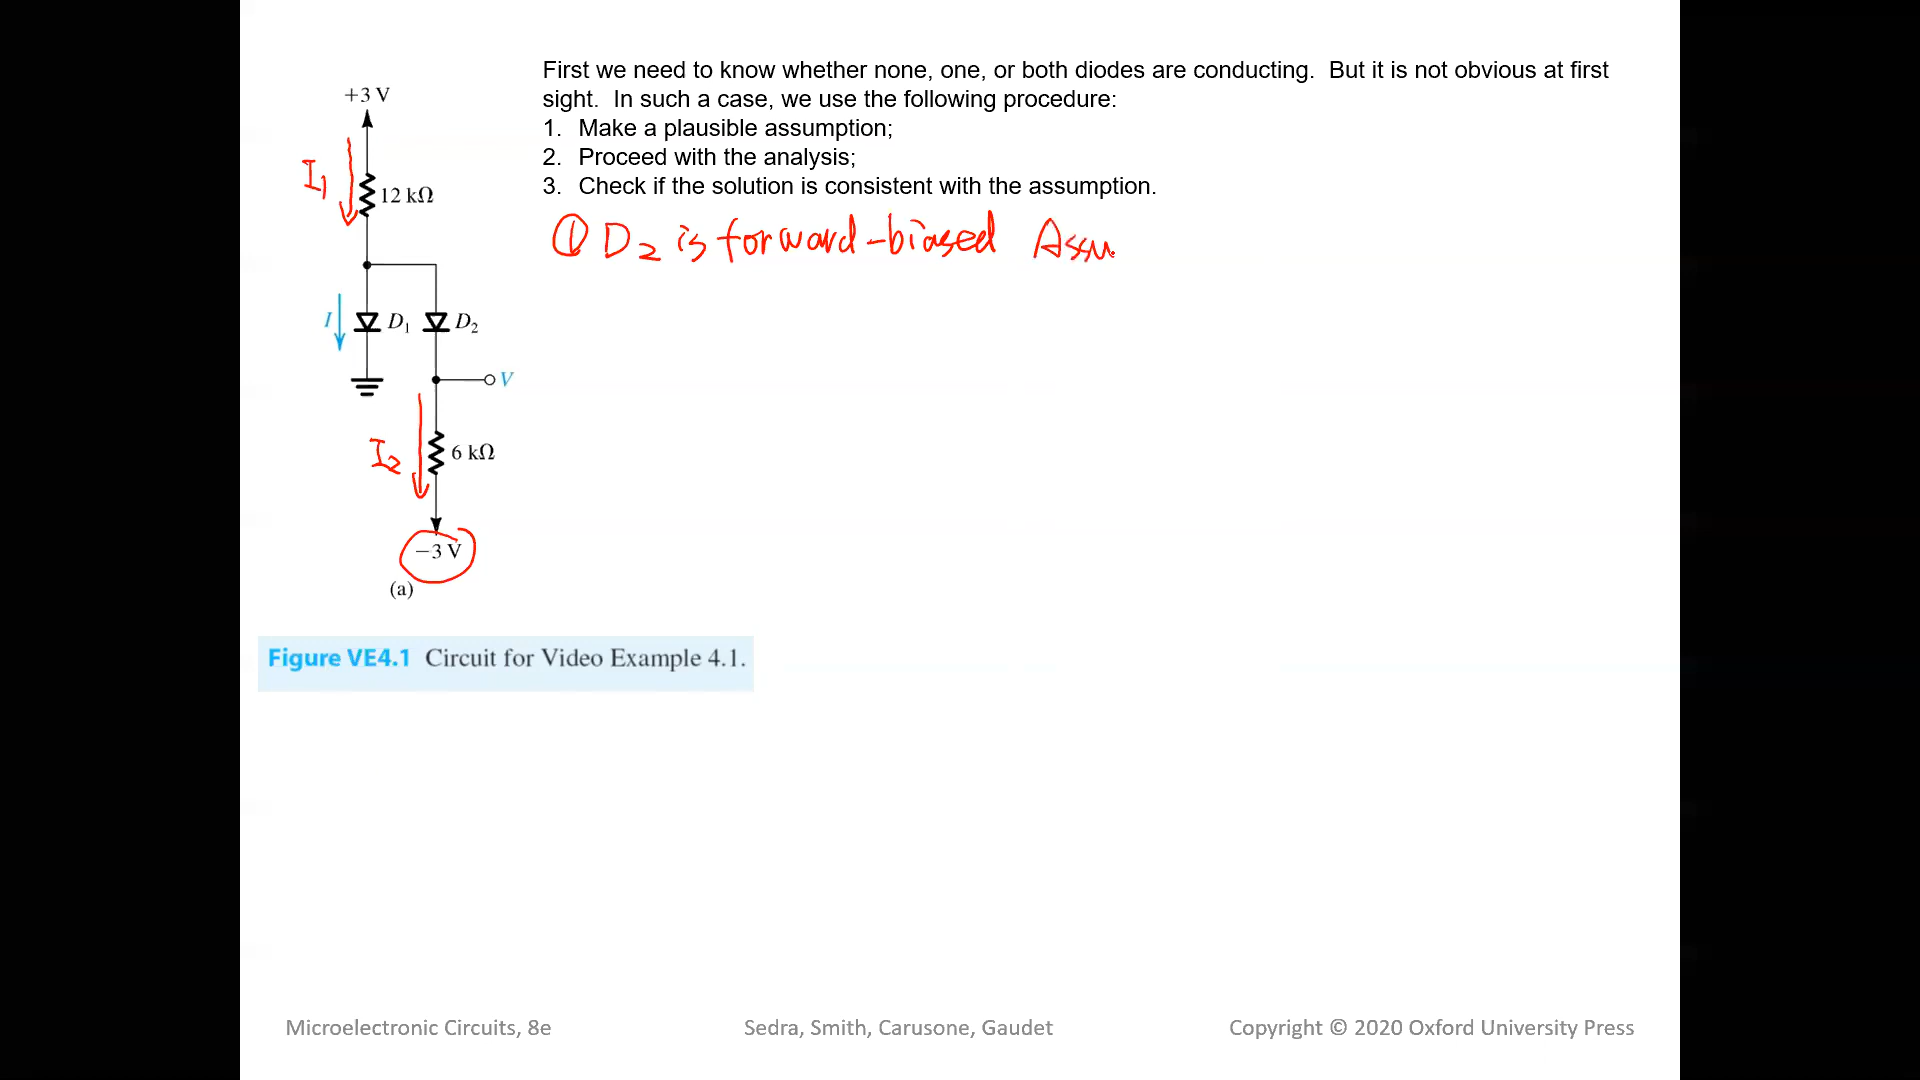 First we need to know whether none, one, or both diodes are conducting. But it is not obvious at first
sight. In such a case, we use the following procedure:
1. Make a plausible assumption;
2. Proceed with the analysis;
3. Check if the solution is consistent with the assumption.
① D2 is forward-biased Assu
+3 V
I1
12 kΩ
I
D1
D2
V
I2
6 kΩ
−3 V
(a)
Figure VE4.1 Circuit for Video Example 4.1.
Microelectronic Circuits, 8e
Sedra, Smith, Carusone, Gaudet
Copyright © 2020 Oxford University Press